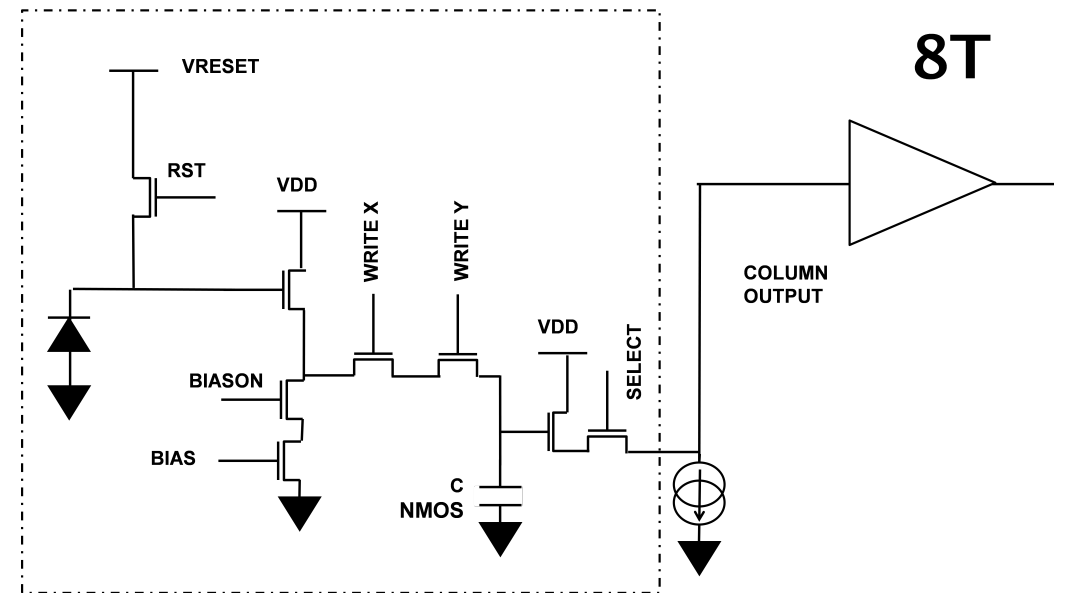 8T
VRESET
RST
VDD
WRITE X
WRITE Y
COLUMN
OUTPUT
VDD
SELECT
BIASON
BIAS
C
NMOS